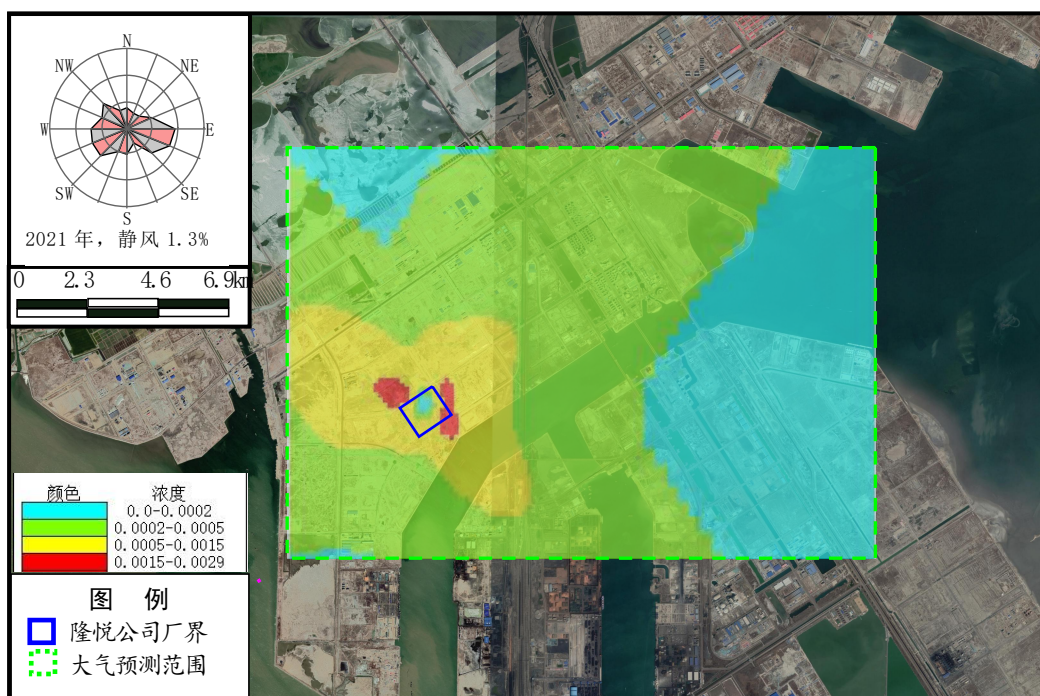 N
NW
NE
W
E
SW
SE
S
2021 年，静风 1.3%
0 2.3 4.6 6.9km
颜色 浓度
0.0-0.0002
0.0002-0.0005
0.0005-0.0015
0.0015-0.0029
图 例
隆悦公司厂界
大气预测范围